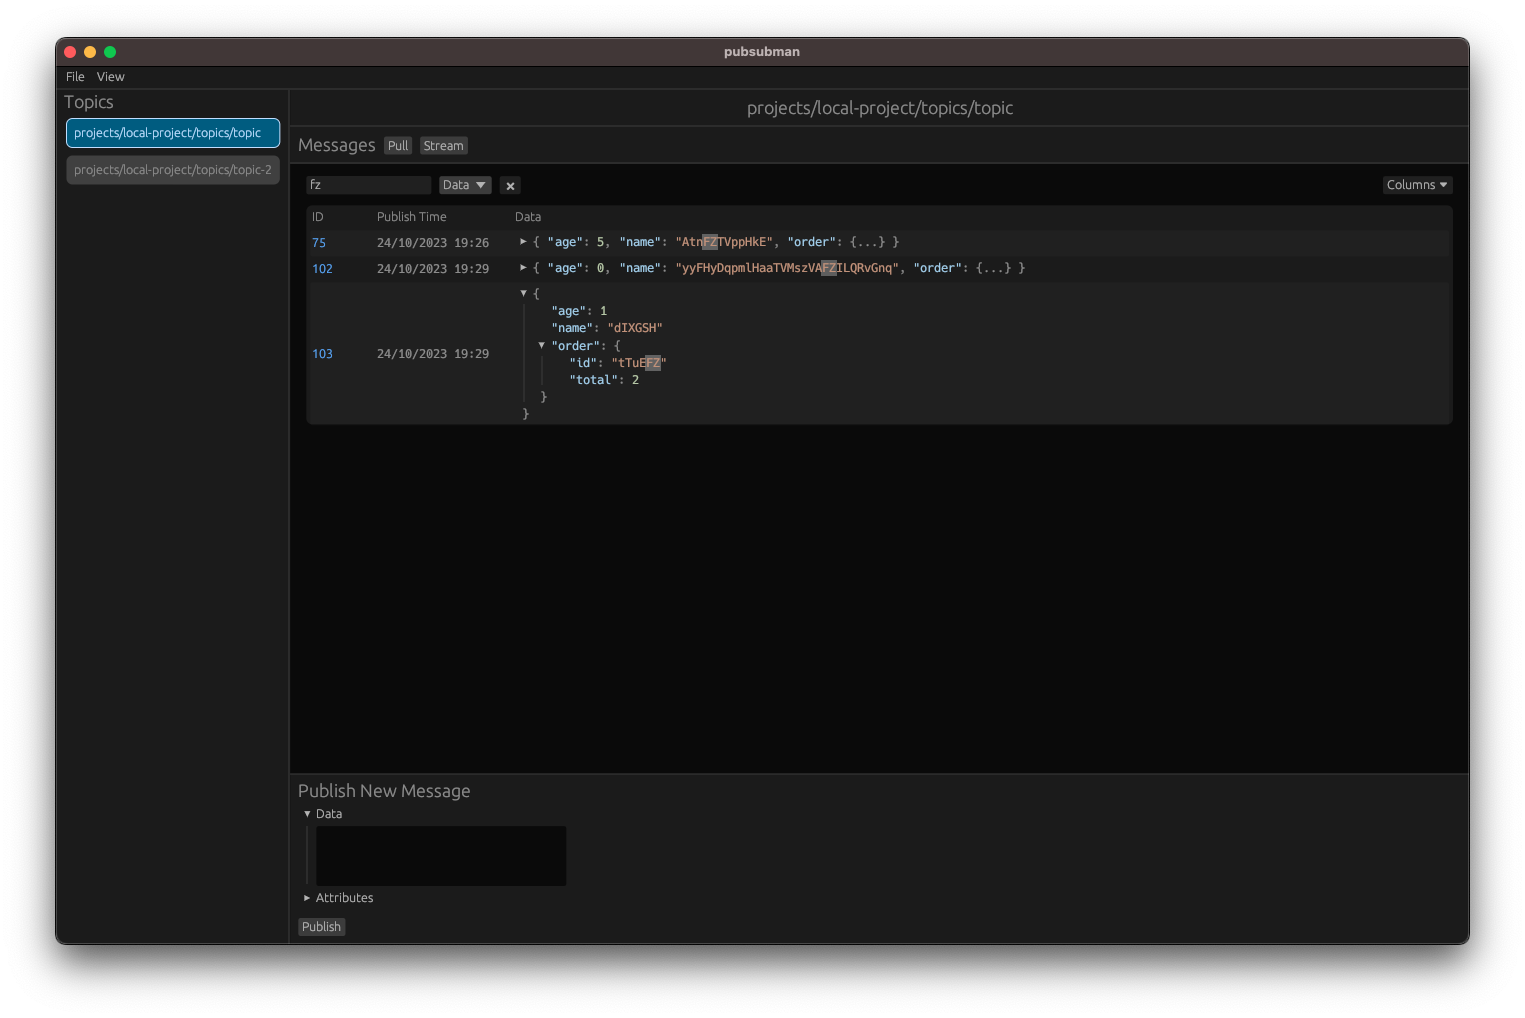 pubsubman
File View
Topics
projects/local-project/topics/topic
projects/local-project/topics/topic-2
projects/local-project/topics/topic
Messages Pull Stream
fz Data Columns
ID Publish Time Data
75 24/10/2023 19:26 { "age": 5, "name": "AtnFZTVppHkE", "order": {...} }
102 24/10/2023 19:29 { "age": 0, "name": "yyFHyDqpmlHaaTVMszVAFZILQRvGnq", "order": {...} }
103 24/10/2023 19:29 {
"age": 1
"name": "dIXGSH"
"order": {
"id": "tTuEFZ"
"total": 2
}
}
Publish New Message
Data
Attributes
Publish